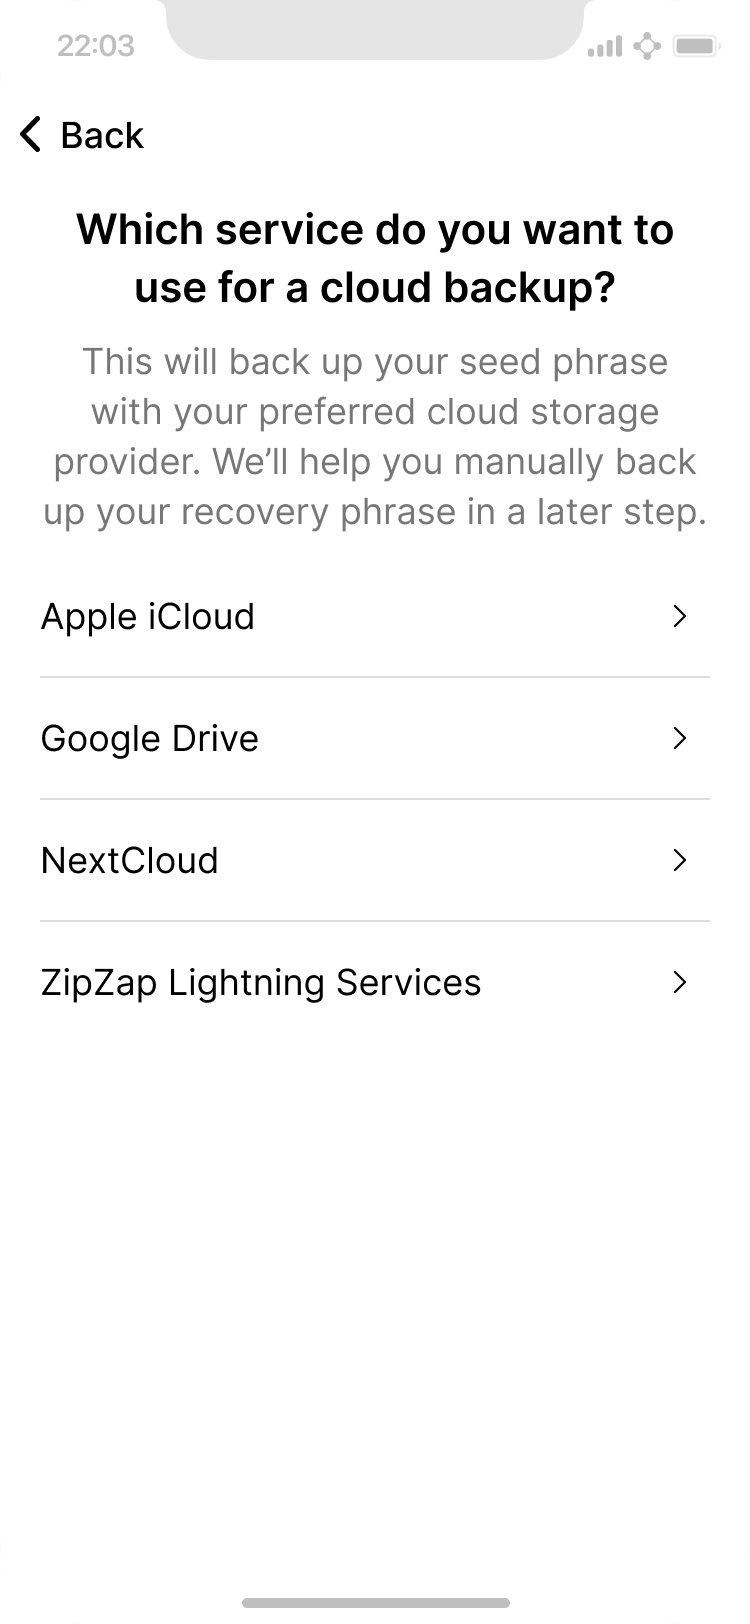 22:03
Back
Which service do you want to
use for a cloud backup?
This will back up your seed phrase
with your preferred cloud storage
provider. We’ll help you manually back
up your recovery phrase in a later step.
Apple iCloud
Google Drive
NextCloud
ZipZap Lightning Services